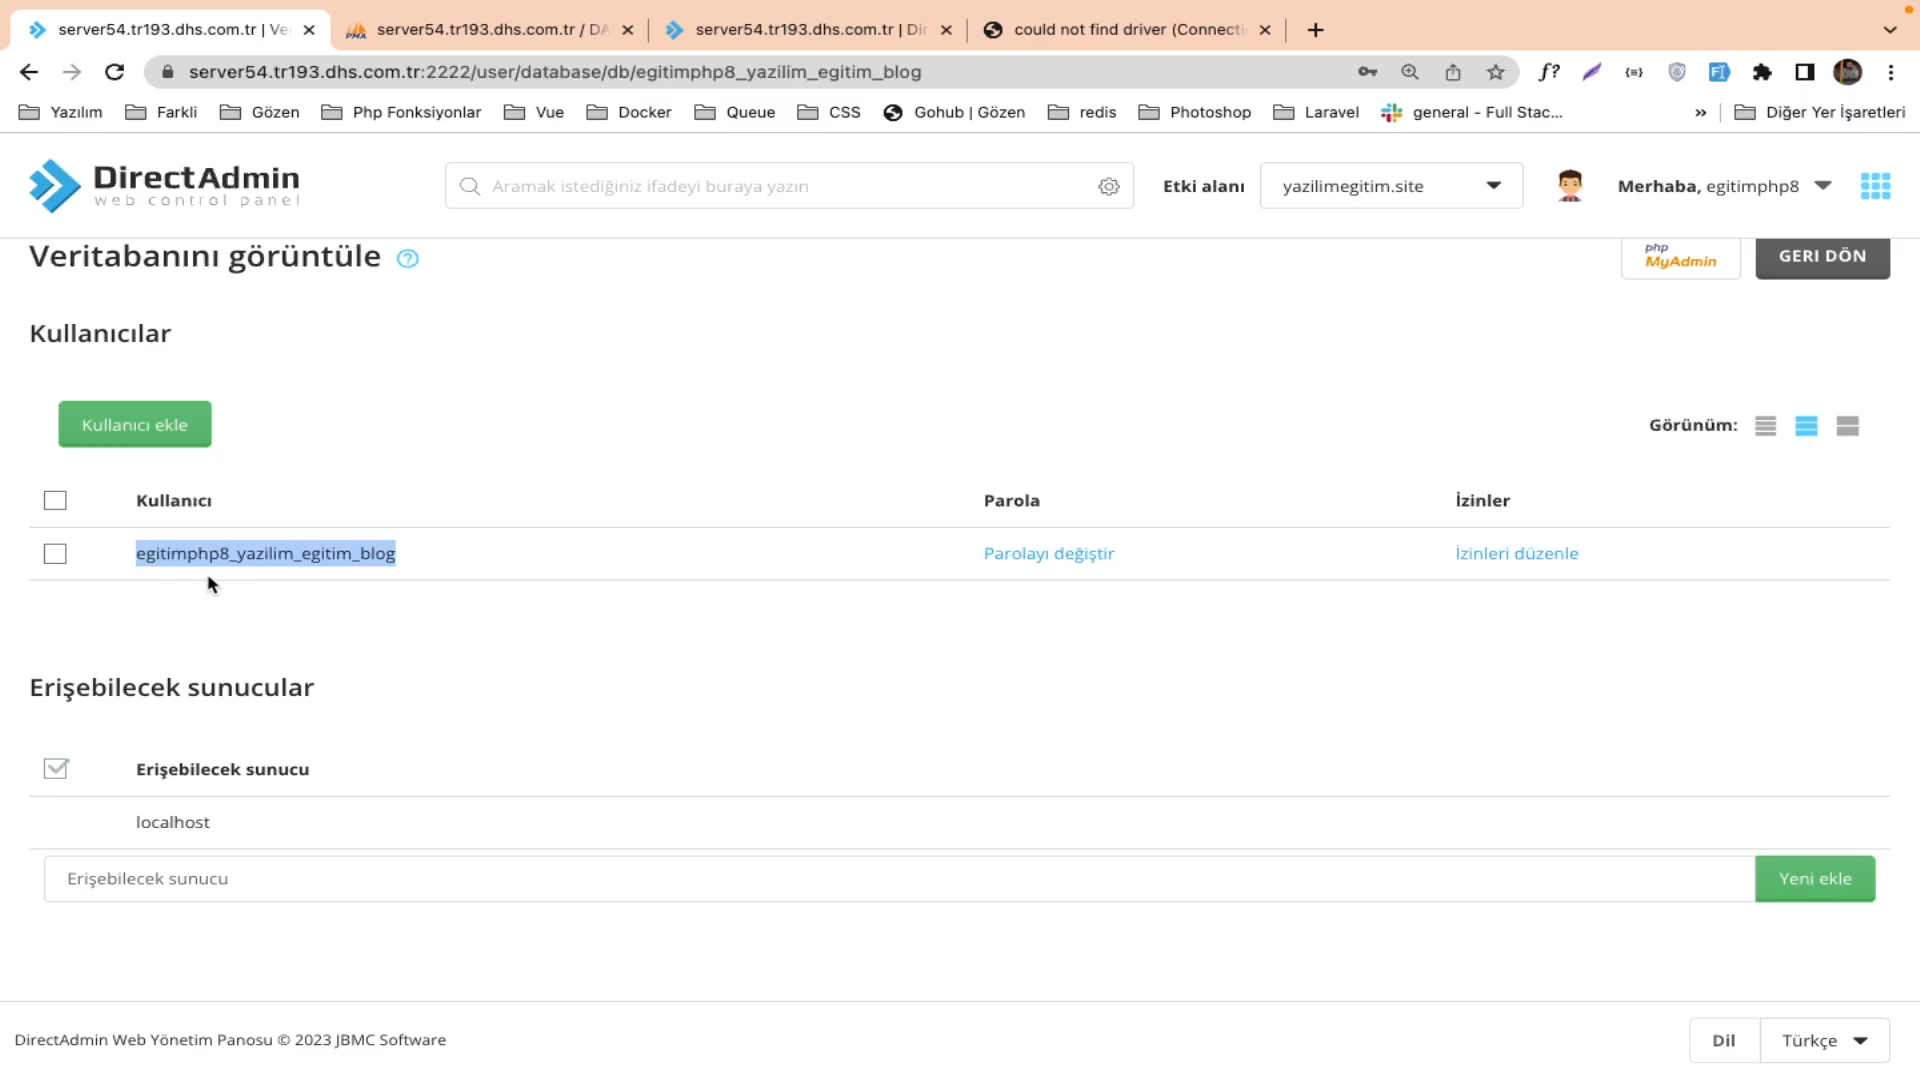 server54.tr193.dhs.com.tr | Ve
server54.tr193.dhs.com.tr / DA
server54.tr193.dhs.com.tr | Dir
could not find driver (Connecti
server54.tr193.dhs.com.tr:2222/user/database/db/egitimphp8_yazilim_egitim_blog
Yazılım
Farkli
Gözen
Php Fonksiyonlar
Vue
Docker
Queue
CSS
Gohub | Gözen
redis
Photoshop
Laravel
general - Full Stac...
»
Diğer Yer İşaretleri
DirectAdmin
web control panel
Aramak istediğiniz ifadeyi buraya yazın
Etki alanı
yazilimegitim.site
Merhaba, egitimphp8
Veritabanını görüntüle
?
php
MyAdmin
GERI DÖN
Kullanıcılar
Kullanıcı ekle
Görünüm:
Kullanıcı
Parola
İzinler
egitimphp8_yazilim_egitim_blog
Parolayı değiştir
İzinleri düzenle
Erişebilecek sunucular
Erişebilecek sunucu
localhost
Erişebilecek sunucu
Yeni ekle
DirectAdmin Web Yönetim Panosu © 2023 JBMC Software
Dil
Türkçe